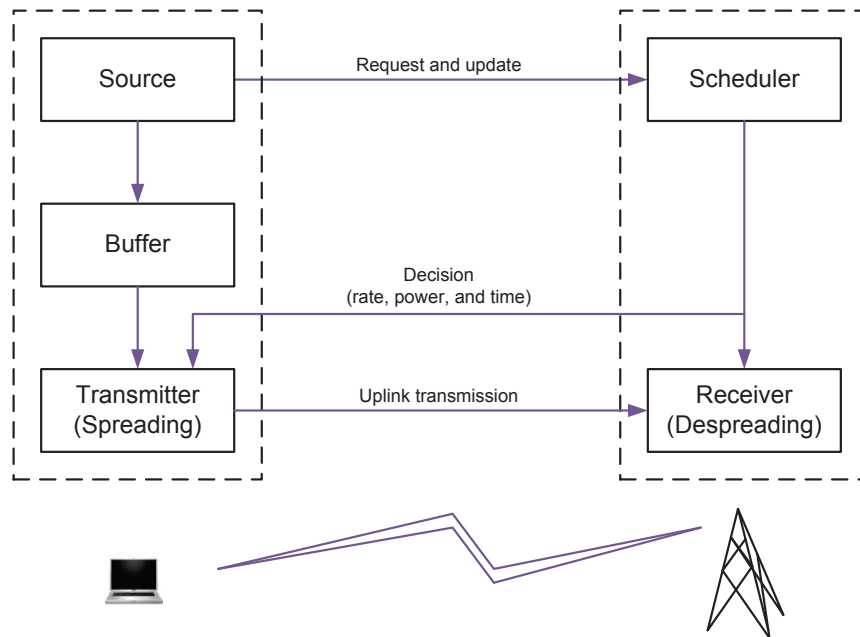 Source
Request and update
Scheduler
Buffer
Decision
(rate, power, and time)
Transmitter
(Spreading)
Uplink transmission
Receiver
(Despreading)